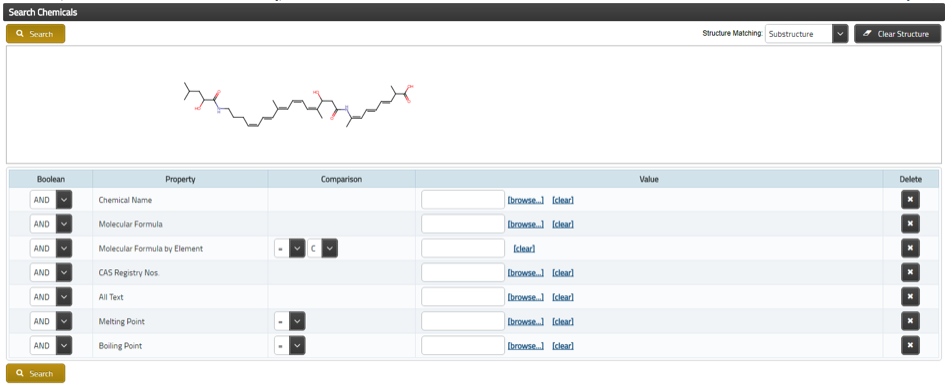 Search Chemicals
Search
Structure Matching: Substructure
Clear Structure
HO
O
N
H
HO
O
N
H
OH
O
Boolean Property Comparison Value Delete
AND Chemical Name [browse...] [clear]
AND Molecular Formula [browse...] [clear]
AND Molecular Formula by Element = C [clear]
AND CAS Registry Nos. [browse...] [clear]
AND All Text [browse...] [clear]
AND Melting Point = [browse...] [clear]
AND Boiling Point = [browse...] [clear]
Search